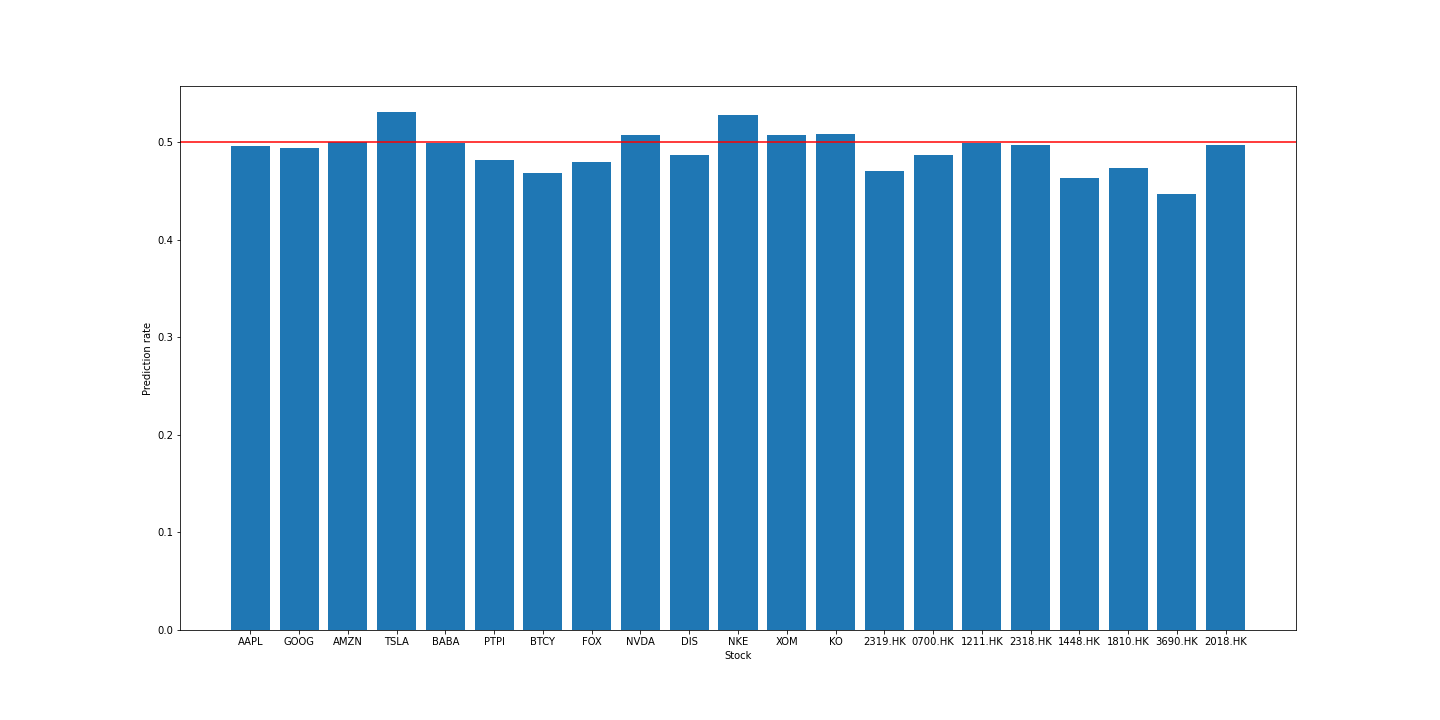 0.5
0.4
0.3
0.2
0.1
0.0
Prediction rate
AAPL GOOG AMZN TSLA BABA PTPI BTCY FOX NVDA DIS NKE XOM KO 2319.HK 0700.HK 1211.HK 2318.HK 1448.HK 1810.HK 3690.HK 2018.HK
Stock